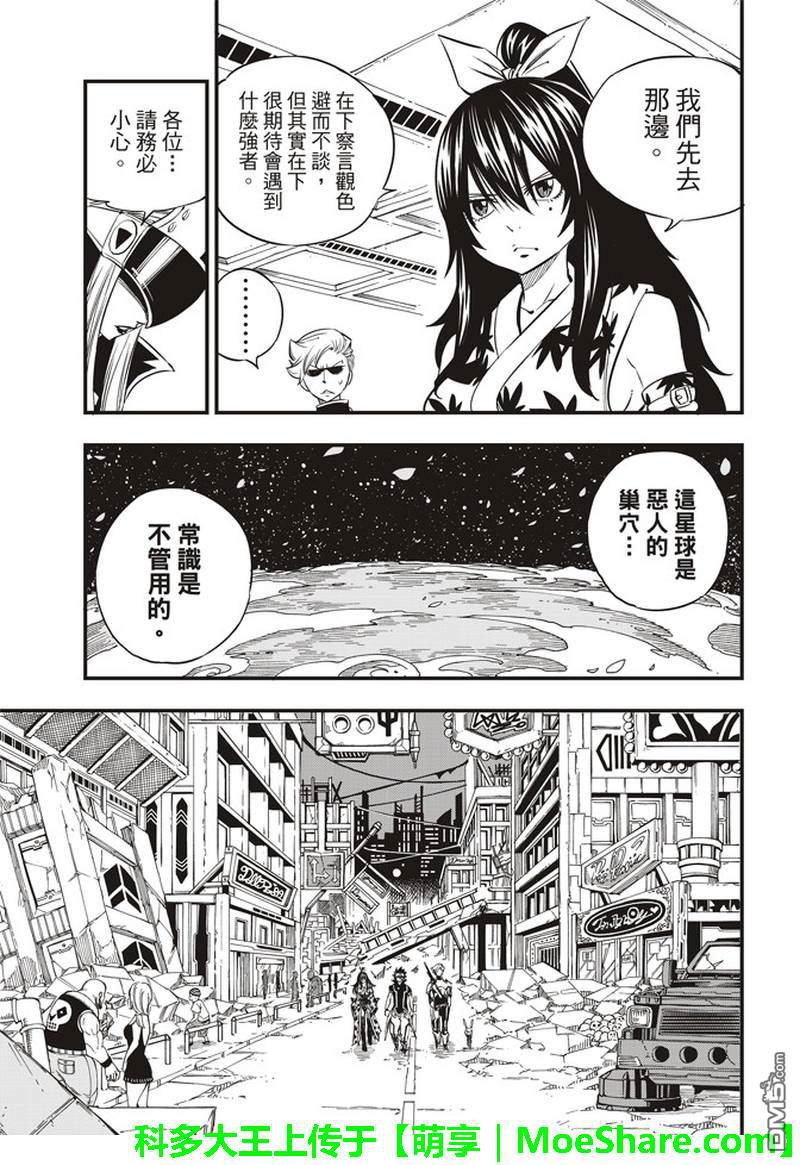 我們先去
那邊。
在下察言觀色
避而不談，
但其實在下
很期待會遇到
什麼強者。
………
各位…
請務必
小心。
這星球是
惡人的
巢穴…
常識是
不管用的。
科多大王上传于【萌享】| MoeShare.com!
DM5.com